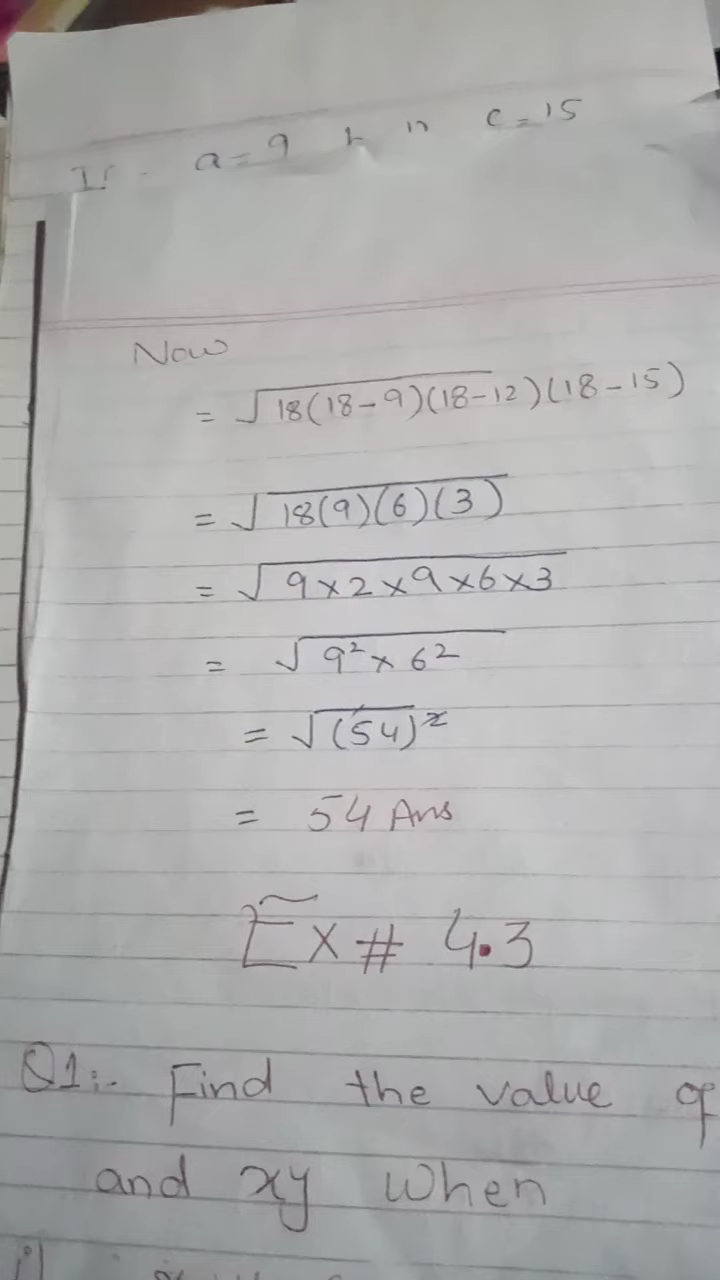 If a = 9 c = 15
Now
= √18(18-9)(18-12)(18-15)
= √18(9)(6)(3)
= √9×2×9×6×3
= √9²×6²
= √(54)²
= 54 Ans
Ex # 4.3
Q1:- Find the value of
and xy when